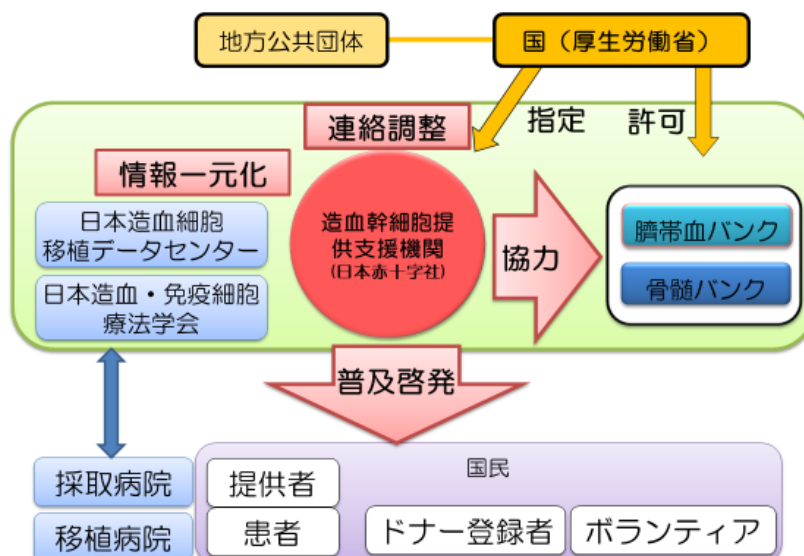 地方公共団体
国（厚生労働省）
連絡調整
指定
許可
情報一元化
日本造血細胞
移植データセンター
日本造血・免疫細胞
療法学会
造血幹細胞提
供支援機関
(日本赤十字社)
協力
臍帯血バンク
骨髄バンク
普及啓発
国民
採取病院
移植病院
提供者
患者
ドナー登録者
ボランティア